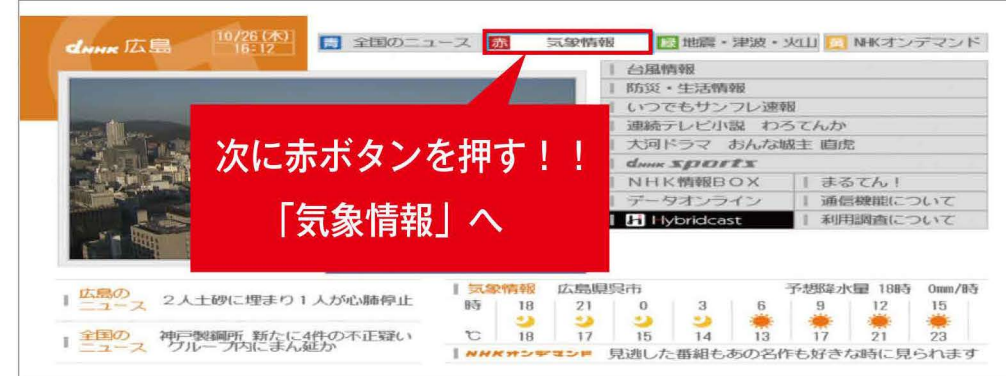 dNHK 広島
10/26(木)
16:12
青 全国のニュース
赤 気象情報
緑 地震・津波・火山
黄 NHKオンデマンド
台風情報
防災・生活情報
いつでもサンフレ速報
連続テレビ小説 わろてんか
大河ドラマ おんな城主 直虎
dNHK sports
NHK情報BOX
まるてん！
データオンライン
通信機能について
Hybridcast
利用調査について
次に赤ボタンを押す！！
「気象情報」へ
広島の
ニュース
2人土砂に埋まり1人が心肺停止
全国の
ニュース
神戸製鋼所 新たに4件の不正疑い
グループ内にまん延か
気象情報 広島県呉市 予想降水量 18時 0mm/時
時 18 21 0 3 6 9 12 15
℃ 18 17 15 14 13 17 21 23
NHKオンデマンド 見逃した番組もあの名作も好きな時に見られます